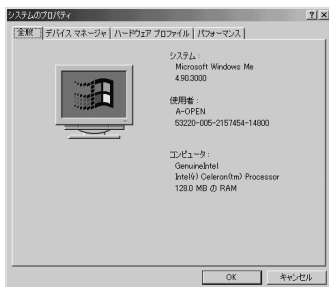 システムのプロパティ
全般 デバイス マネージャ ハードウェア プロファイル パフォーマンス
システム:
Microsoft Windows Me
4.90.3000
使用者:
A-OPEN
53220-005-2157454-14800
コンピュータ:
GenuineIntel
Intel(r) Celeron(tm) Processor
128.0 MB の RAM
OK キャンセル